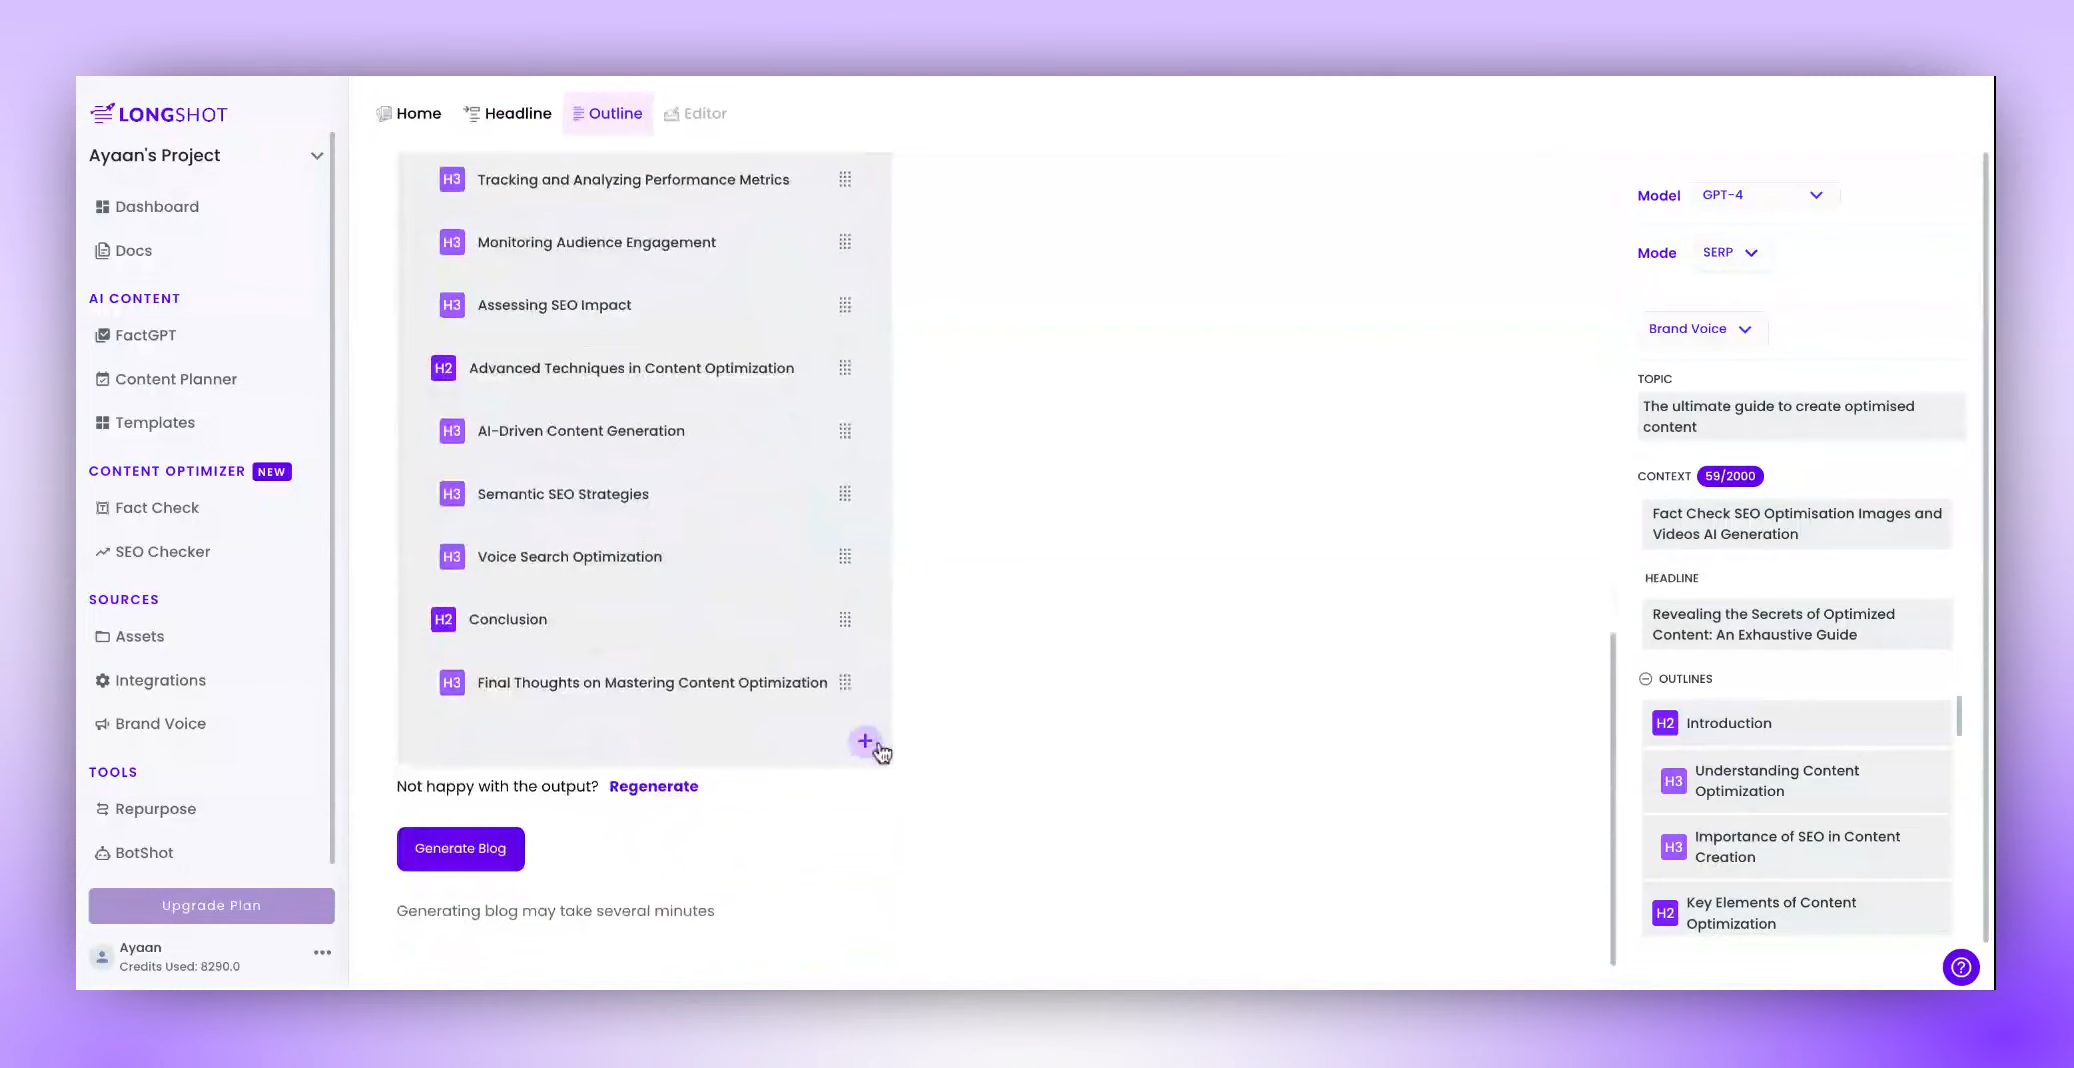 LONGSHOT
Ayaan's Project
Dashboard
Docs
AI CONTENT
FactGPT
Content Planner
Templates
CONTENT OPTIMIZER NEW
Fact Check
SEO Checker
SOURCES
Assets
Integrations
Brand Voice
TOOLS
Repurpose
BotShot
Upgrade Plan
Ayaan
Credits Used: 8290.0
Home Headline Outline Editor
H3 Tracking and Analyzing Performance Metrics
H3 Monitoring Audience Engagement
H3 Assessing SEO Impact
H2 Advanced Techniques in Content Optimization
H3 AI-Driven Content Generation
H3 Semantic SEO Strategies
H3 Voice Search Optimization
H2 Conclusion
H3 Final Thoughts on Mastering Content Optimization
+
Not happy with the output? Regenerate
Generate Blog
Generating blog may take several minutes
Model GPT-4
Mode SERP
Brand Voice
TOPIC
The ultimate guide to create optimised
content
CONTEXT 59/2000
Fact Check SEO Optimisation Images and
Videos AI Generation
HEADLINE
Revealing the Secrets of Optimized
Content: An Exhaustive Guide
OUTLINES
H2 Introduction
H3 Understanding Content
Optimization
H3 Importance of SEO in Content
Creation
H2 Key Elements of Content
Optimization
?